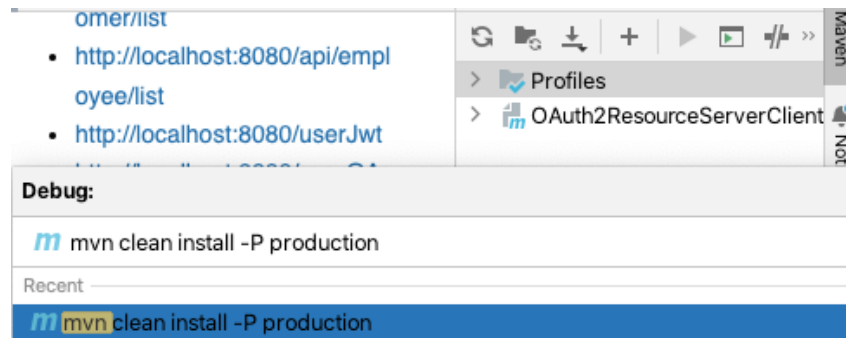 omer/list
http://localhost:8080/api/empl
oyee/list
http://localhost:8080/userJwt
Profiles
OAuth2ResourceServerClient
Maven
Not
Debug:
m mvn clean install -P production
Recent
m mvn clean install -P production